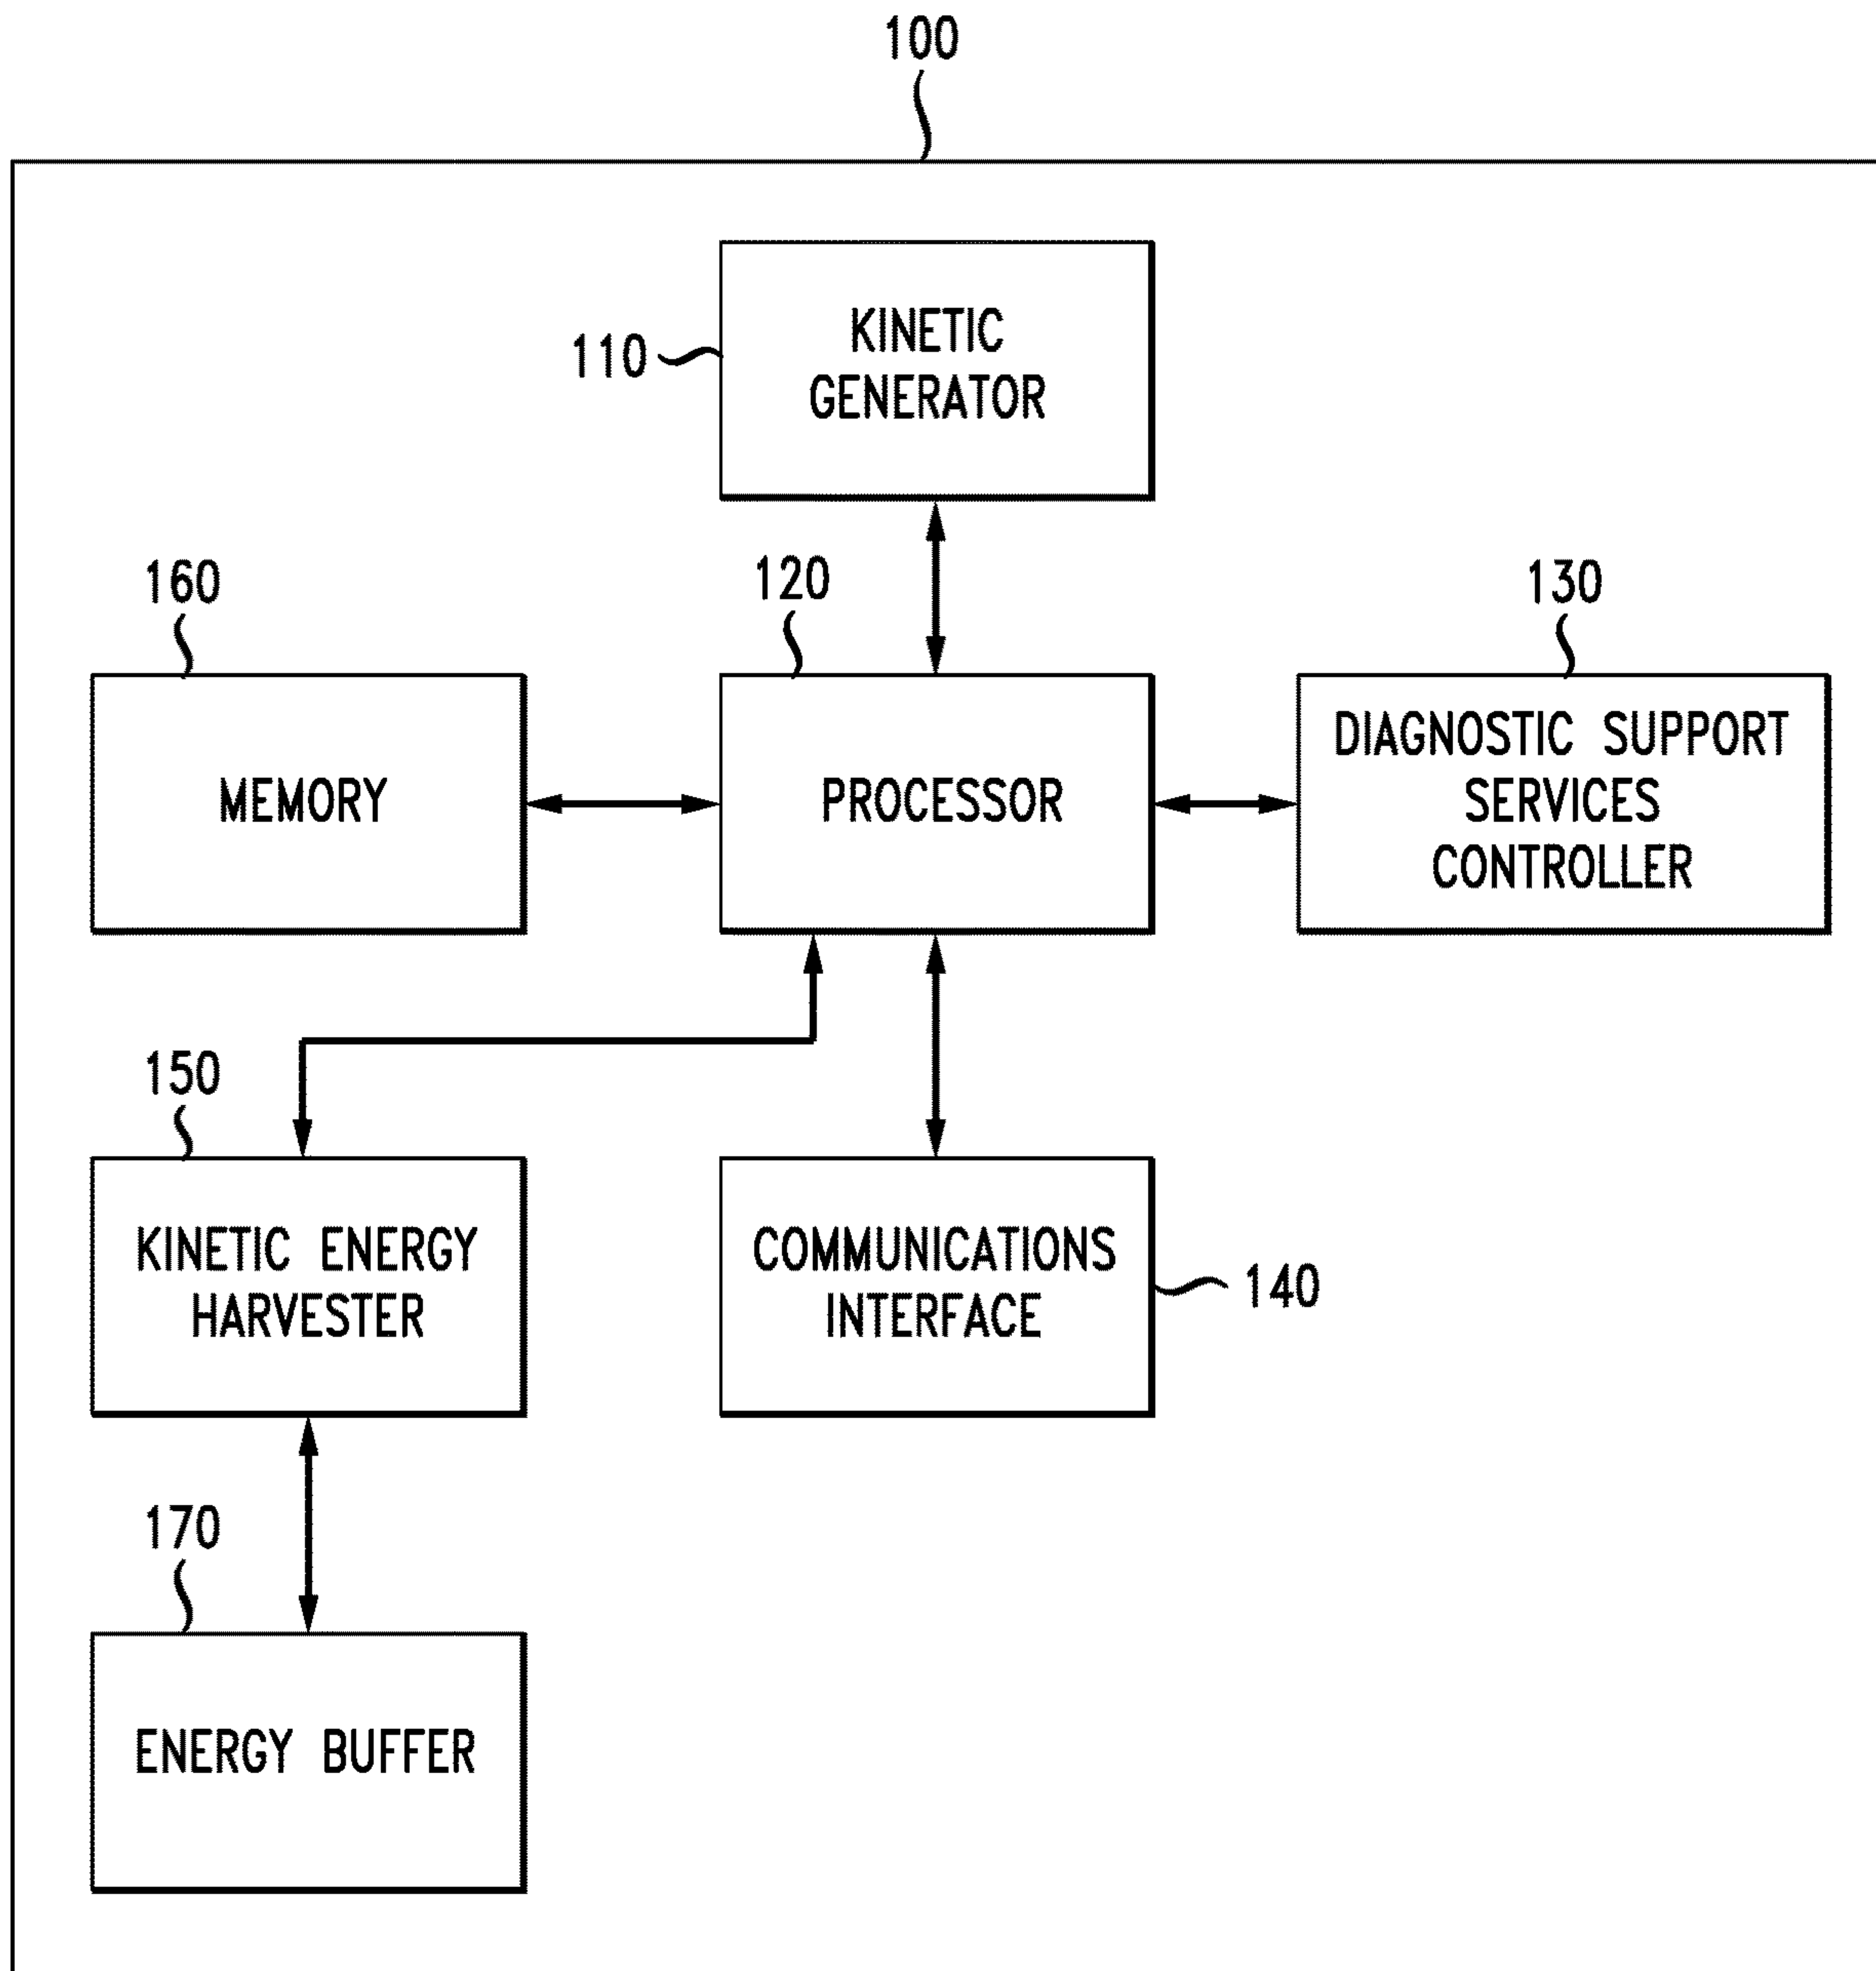 100
110
KINETIC
GENERATOR
160
120
130
MEMORY
PROCESSOR
DIAGNOSTIC SUPPORT
SERVICES
CONTROLLER
150
KINETIC ENERGY
HARVESTER
COMMUNICATIONS
INTERFACE
140
170
ENERGY BUFFER